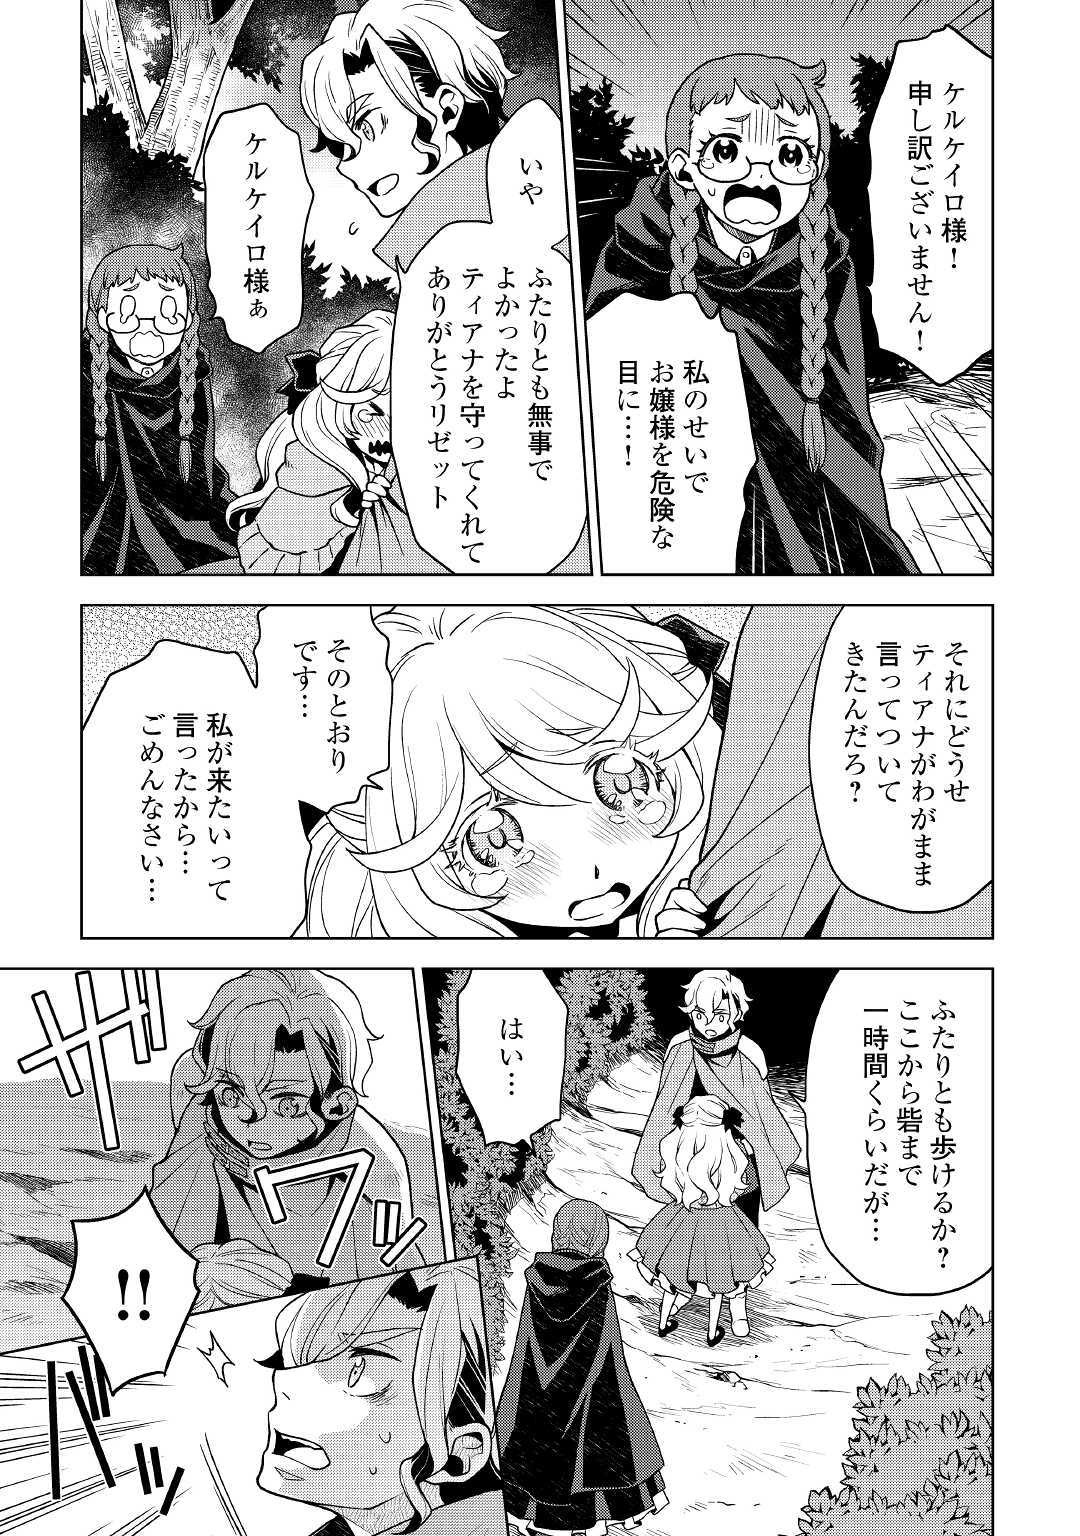 ケルケイロ様！
申し訳ございません！
私のせいで
お嬢様を危険な
目に…！
いや
ふたりとも無事で
よかったよ
ティアナを守ってくれて
ありがとうリゼット
ケルケイロ様ぁ
それにどうせ
ティアナがわがまま
言ってついて
きたんだろ？
そのとおり
です…
私が来たいって
言ったから…
ごめんなさい…
ふたりとも歩けるか？
ここから砦まで
一時間くらいだが…
はい…
ザワッ
!!